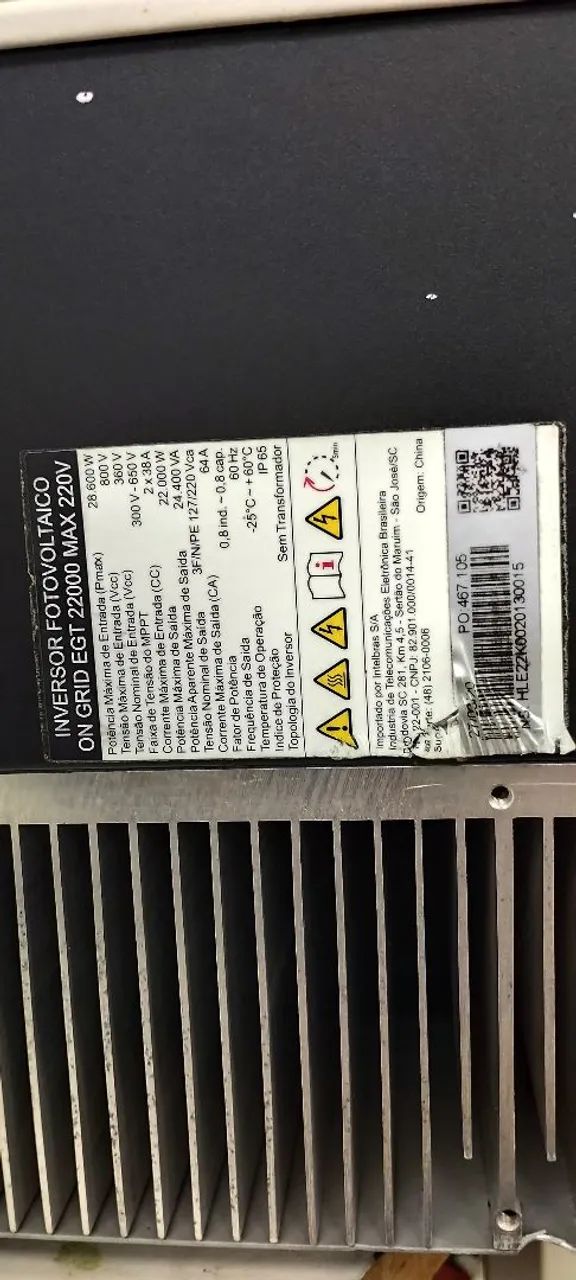 INVERSOR FOTOVOLTAICO
ON GRID EGT 22000 MAX 220V
Potência Máxima de Entrada (Pmax) 28.600 W
Tensão Máxima de Entrada (Vcc) 800 V
Tensão Nominal de Entrada (Vcc) 360 V
Faixa de Tensão do MPPT 300 V - 650 V
Corrente Máxima de Entrada (CC) 2 x 38A
Potência Máxima de Saída 22.000 W
Potência Aparente Máxima de Saída 24.400 VA
Tensão Nominal de Saída 3F/N/PE 127/220 Vca
Corrente Máxima de Saída (CA) 64 A
Fator de Potência 0,8 ind. ~ 0,8 cap.
Frequência de Saída 60 Hz
Temperatura de Operação -25°C ~ +60°C
Indice de Proteção IP 65
Topologia do Inversor Sem Transformador
5min
Importado por Intelbras S/A
Indústria de Telecomunicações Eletrônica Brasileira
Rodovia SC 281, Km 4,5 - Sertão do Maruim - São José/SC
22-001 - CNPJ: 82.901.000/0014-41
(48) 2106-0006
Origem: China
PO 467 105
HLE22K0020130015